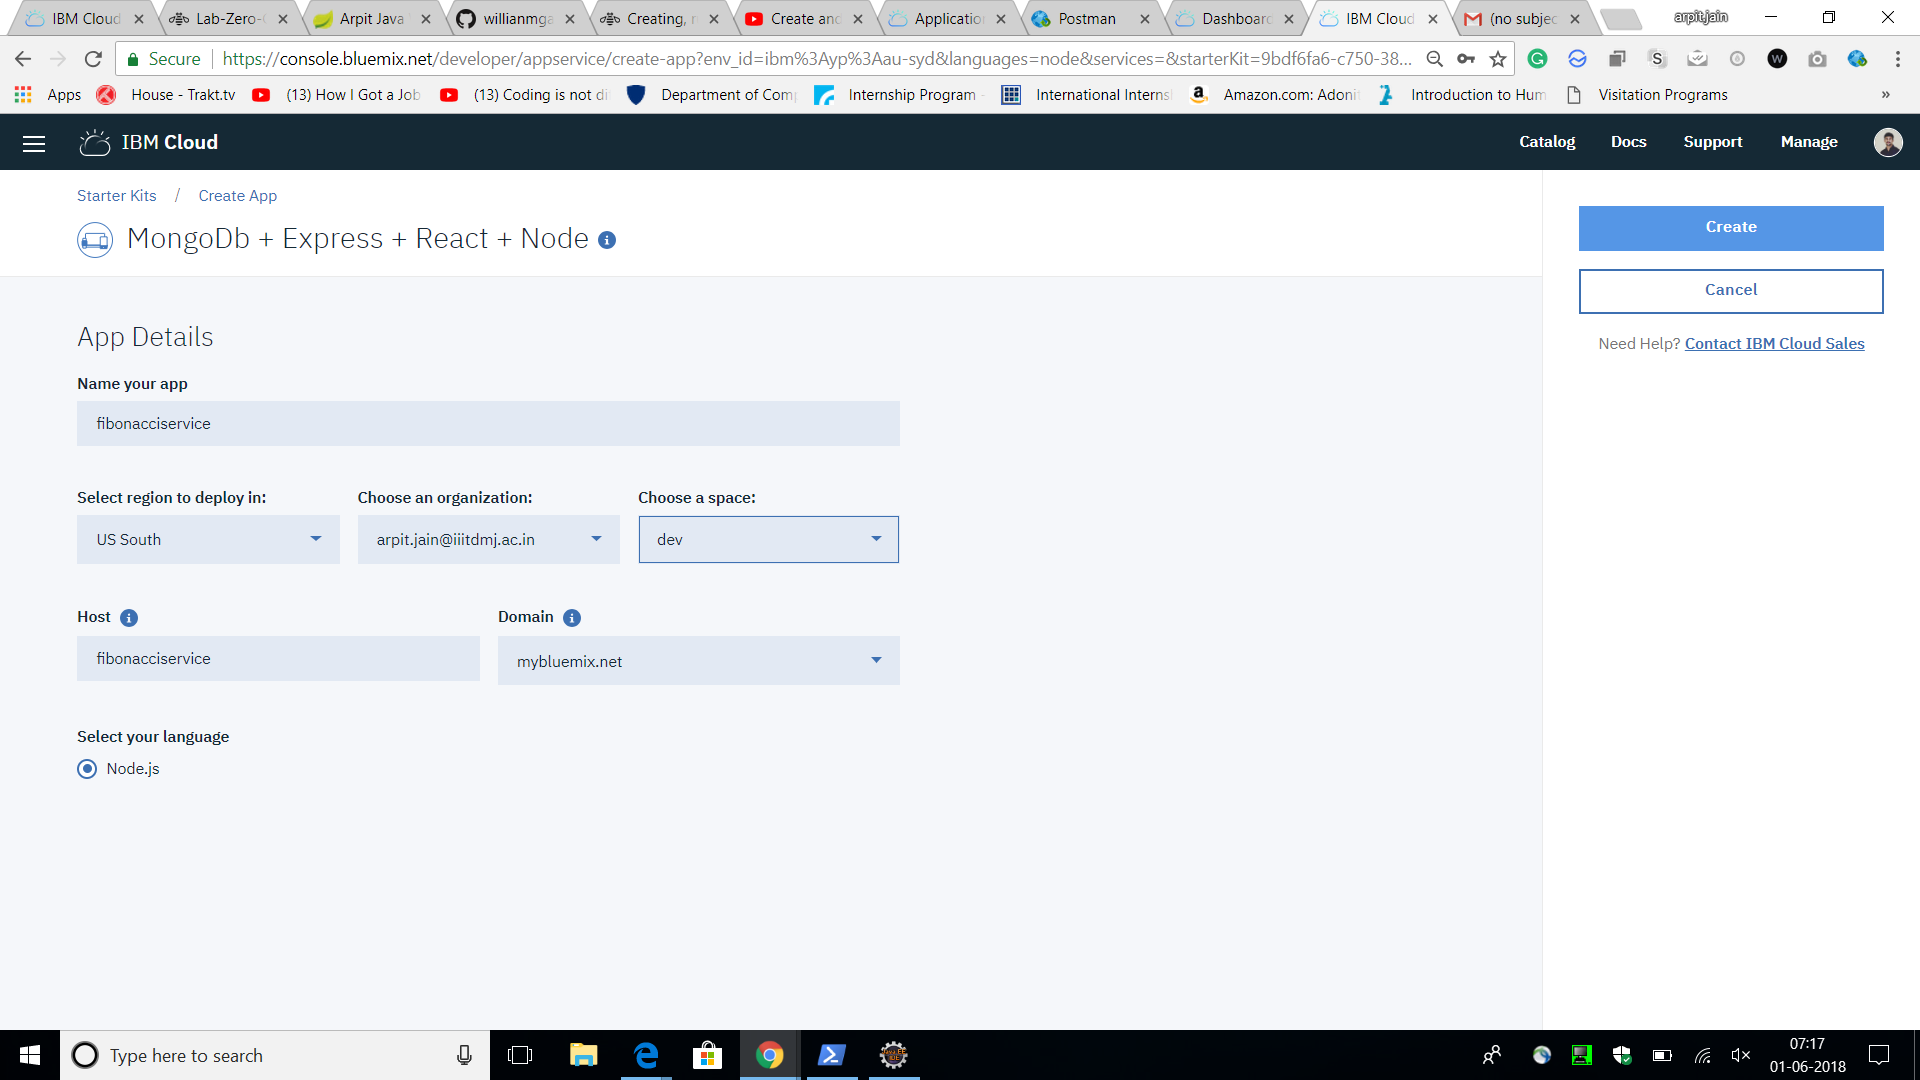 IBM Cloud
Lab-Zero-
Arpit Java
willianmga
Creating, r
Create and
Application
Postman
Dashboard
IBM Cloud
(no subjec
arpit.jain
Secure
https://console.bluemix.net/developer/appservice/create-app?env_id=ibm%3Ayp%3Aau-syd&languages=node&services=&starterKit=9bdf6fa6-c750-38...
Apps
House - Trakt.tv
(13) How I Got a Job
(13) Coding is not di
Department of Comp
Internship Program -
International Interns
Amazon.com: Adonit
Introduction to Hum
Visitation Programs
»
IBM Cloud
Catalog
Docs
Support
Manage
Starter Kits / Create App
MongoDb + Express + React + Node
Create
Cancel
Need Help? Contact IBM Cloud Sales
App Details
Name your app
fibonacciservice
Select region to deploy in:
Choose an organization:
Choose a space:
US South
arpit.jain@iiitdmj.ac.in
dev
Host
Domain
fibonacciservice
mybluemix.net
Select your language
Node.js
Type here to search
07:17
01-06-2018